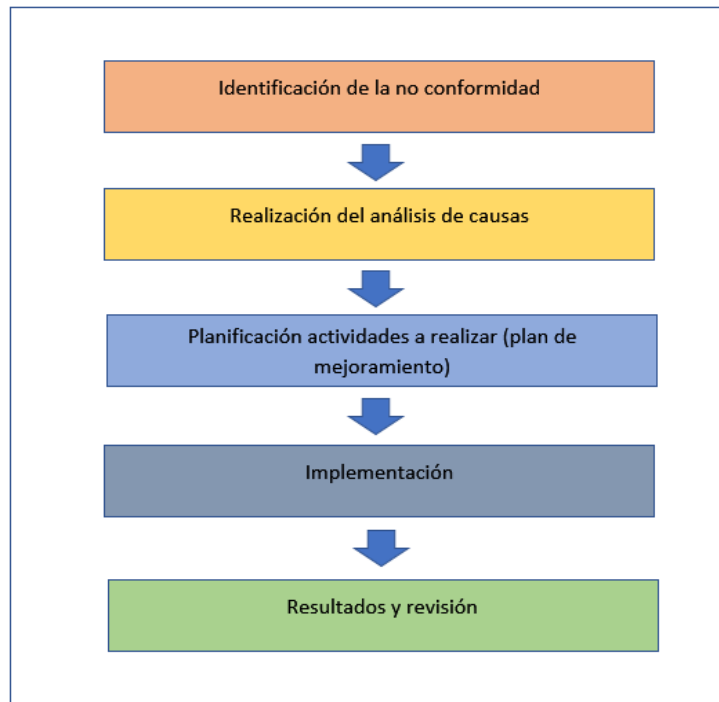 Identificación de la no conformidad
Realización del análisis de causas
Planificación actividades a realizar (plan de
mejoramiento)
Implementación
Resultados y revisión